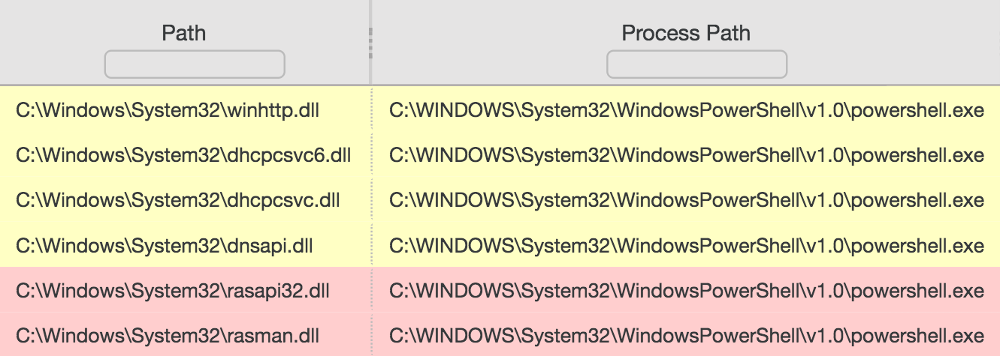 Path Process Path
C:\Windows\System32\winhttp.dll C:\WINDOWS\System32\WindowsPowerShell\v1.0\powershell.exe
C:\Windows\System32\dhcpcsvc6.dll C:\WINDOWS\System32\WindowsPowerShell\v1.0\powershell.exe
C:\Windows\System32\dhcpcsvc.dll C:\WINDOWS\System32\WindowsPowerShell\v1.0\powershell.exe
C:\Windows\System32\dnsapi.dll C:\WINDOWS\System32\WindowsPowerShell\v1.0\powershell.exe
C:\Windows\System32\rasapi32.dll C:\WINDOWS\System32\WindowsPowerShell\v1.0\powershell.exe
C:\Windows\System32\rasman.dll C:\WINDOWS\System32\WindowsPowerShell\v1.0\powershell.exe